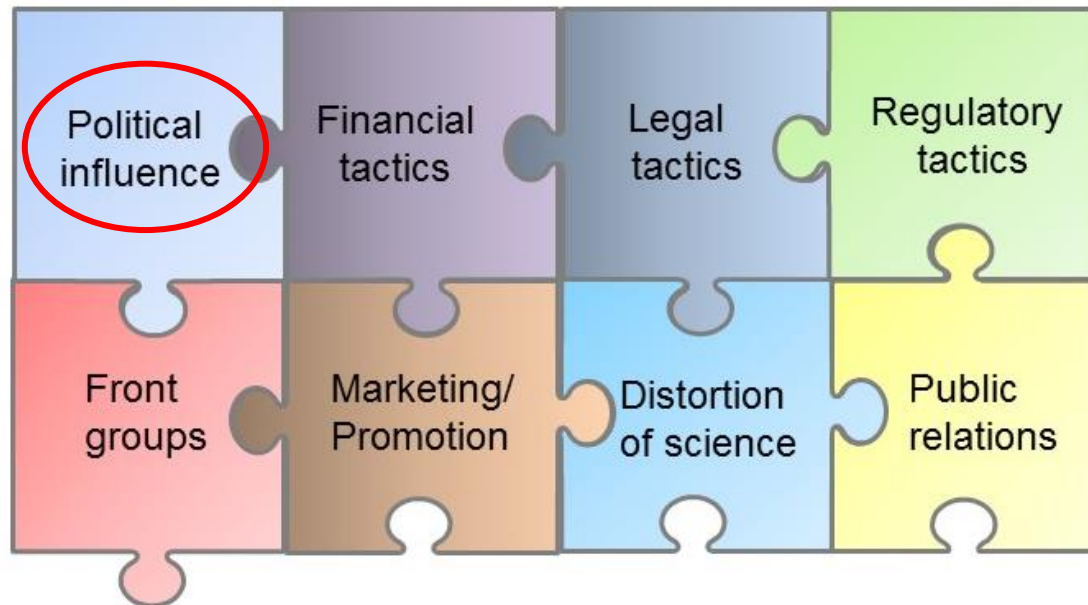 Political
influence
Financial
tactics
Legal
tactics
Regulatory
tactics
Front
groups
Marketing/
Promotion
Distortion
of science
Public
relations